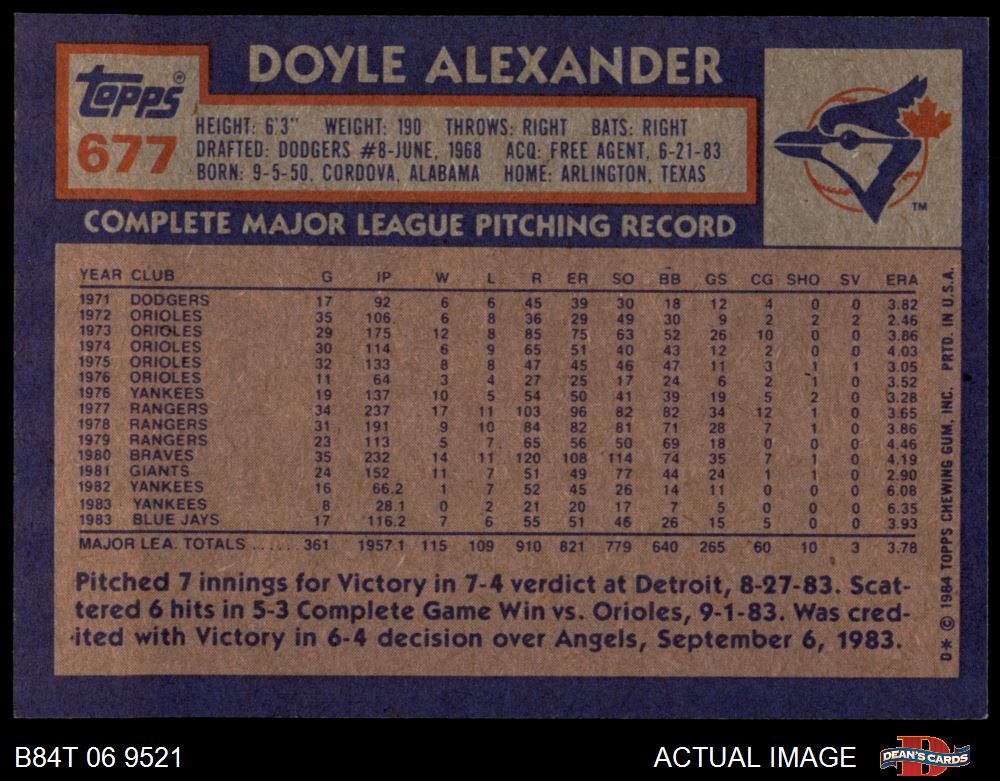 DOYLE ALEXANDER
topps®
677
HEIGHT: 6'3" WEIGHT: 190 THROWS: RIGHT BATS: RIGHT
DRAFTED: DODGERS #8-JUNE, 1968 ACQ: FREE AGENT, 6-21-83
BORN: 9-5-50, CORDOVA, ALABAMA HOME: ARLINGTON, TEXAS
TM
COMPLETE MAJOR LEAGUE PITCHING RECORD
YEAR CLUB G IP W L R ER SO BB GS CG SHO SV ERA
1971 DODGERS 17 92 6 6 45 39 30 18 12 4 0 0 3.82
1972 ORIOLES 35 106 6 8 36 29 49 30 9 2 2 2 2.46
1973 ORIOLES 29 175 12 8 85 75 63 52 26 10 0 0 3.86
1974 ORIOLES 30 114 6 9 65 51 40 43 12 2 0 0 4.03
1975 ORIOLES 32 133 8 8 47 45 46 47 11 3 1 1 3.05
1976 ORIOLES 11 64 3 4 27 25 17 24 6 2 1 0 3.52
1976 YANKEES 19 137 10 5 54 50 41 39 19 5 2 0 3.28
1977 RANGERS 34 237 17 11 103 96 82 82 34 12 1 0 3.65
1978 RANGERS 31 191 9 10 84 82 81 71 28 7 1 0 3.86
1979 RANGERS 23 113 5 7 65 56 50 69 18 0 0 0 4.46
1980 BRAVES 35 232 14 11 120 108 114 74 35 7 1 0 4.19
1981 GIANTS 24 152 11 7 51 49 77 44 24 1 1 0 2.90
1982 YANKEES 16 66.2 1 7 52 45 26 14 11 0 0 0 6.08
1983 YANKEES 8 28.1 0 2 21 20 17 7 5 0 0 0 6.35
1983 BLUE JAYS 17 116.2 7 6 55 51 46 26 15 5 0 0 3.93
MAJOR LEA. TOTALS ...... 361 1957.1 115 109 910 821 779 640 265 60 10 3 3.78
Pitched 7 innings for Victory in 7-4 verdict at Detroit, 8-27-83. Scat-
tered 6 hits in 5-3 Complete Game Win vs. Orioles, 9-1-83. Was cred-
ited with Victory in 6-4 decision over Angels, September 6, 1983.
D* © 1984 TOPPS CHEWING GUM, INC. PRTD. IN U.S.A.
B84T 06 9521
ACTUAL IMAGE
DEAN'S CARDS